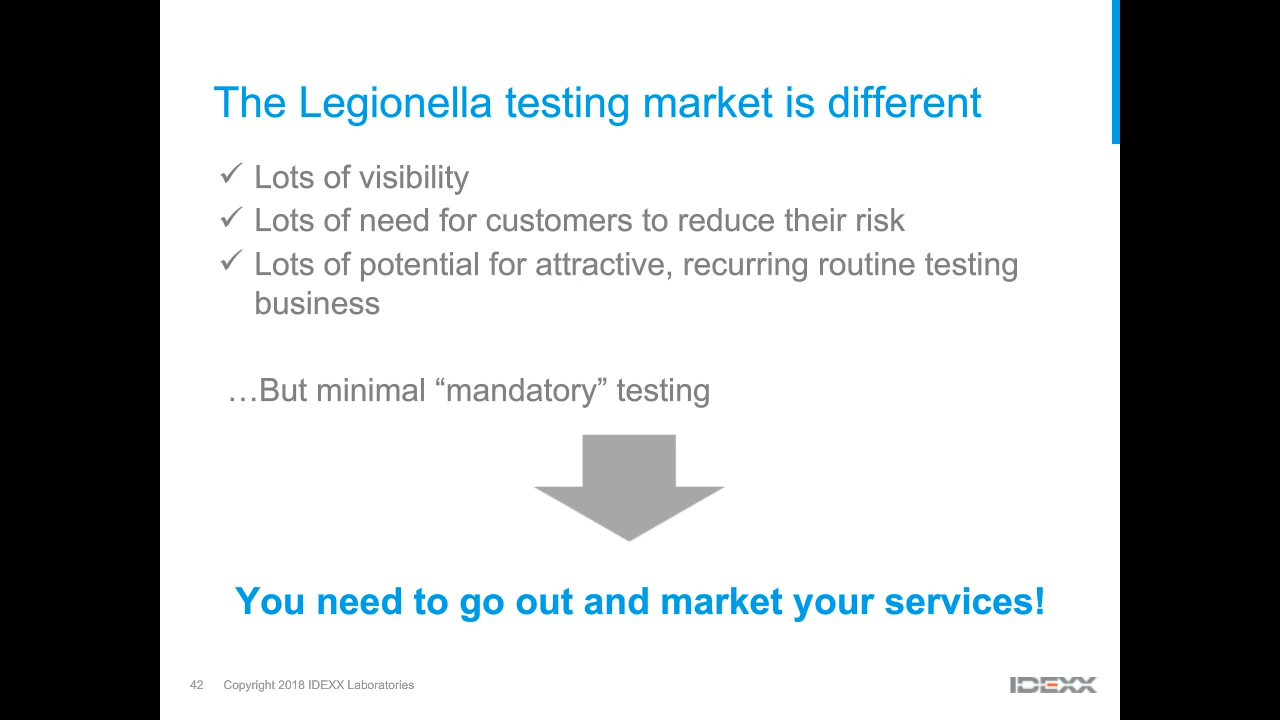 The Legionella testing market is different
✓ Lots of visibility
✓ Lots of need for customers to reduce their risk
✓ Lots of potential for attractive, recurring routine testing
business
…But minimal “mandatory” testing
You need to go out and market your services!
42 Copyright 2018 IDEXX Laboratories
IDEXX